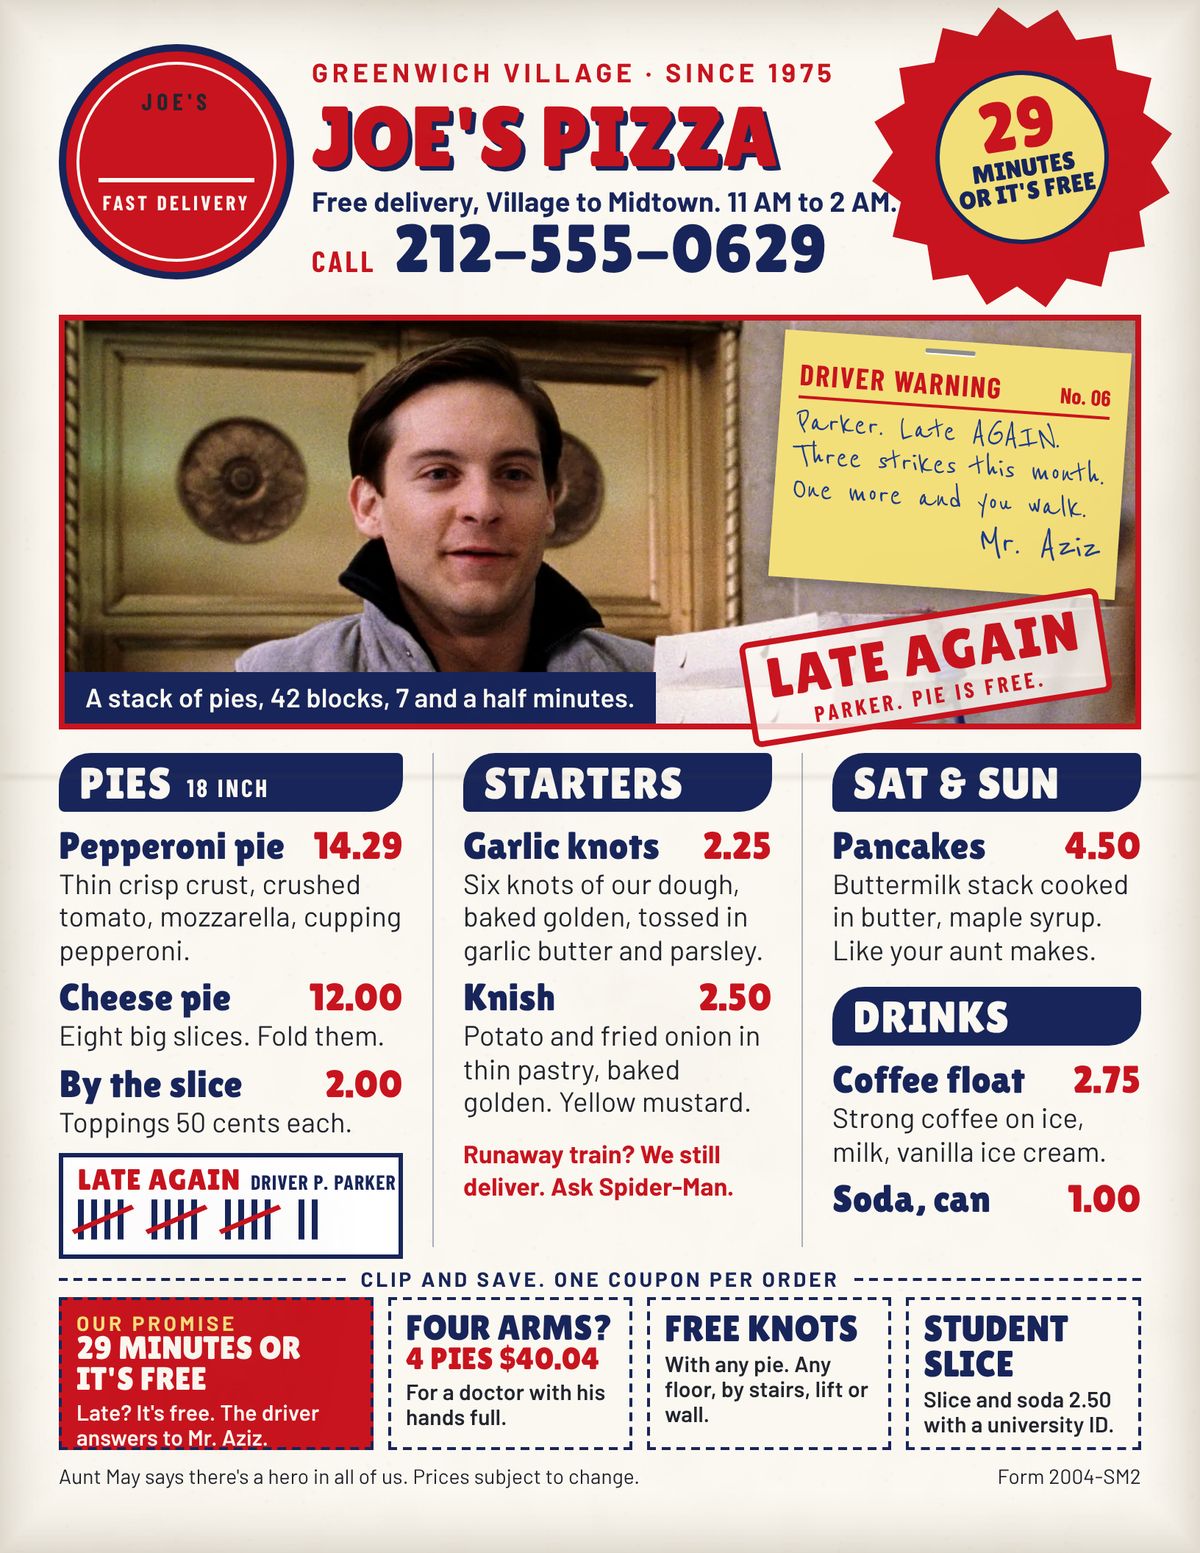 JOE'S
FAST DELIVERY
GREENWICH VILLAGE · SINCE 1975
JOE'S PIZZA
Free delivery, Village to Midtown. 11 AM to 2 AM.
CALL 212–555–0629
29
MINUTES
OR IT'S FREE
DRIVER WARNING No. 06
Parker. Late AGAIN.
Three strikes this month.
One more and you walk.
Mr. Aziz
LATE AGAIN
PARKER. PIE IS FREE.
A stack of pies, 42 blocks, 7 and a half minutes.
PIES 18 INCH
Pepperoni pie 14.29
Thin crisp crust, crushed
tomato, mozzarella, cupping
pepperoni.
Cheese pie 12.00
Eight big slices. Fold them.
By the slice 2.00
Toppings 50 cents each.
LATE AGAIN DRIVER P. PARKER
STARTERS
Garlic knots 2.25
Six knots of our dough,
baked golden, tossed in
garlic butter and parsley.
Knish 2.50
Potato and fried onion in
thin pastry, baked
golden. Yellow mustard.
Runaway train? We still
deliver. Ask Spider-Man.
SAT & SUN
Pancakes 4.50
Buttermilk stack cooked
in butter, maple syrup.
Like your aunt makes.
DRINKS
Coffee float 2.75
Strong coffee on ice,
milk, vanilla ice cream.
Soda, can 1.00
CLIP AND SAVE. ONE COUPON PER ORDER
OUR PROMISE
29 MINUTES OR
IT'S FREE
Late? It's free. The driver
answers to Mr. Aziz.
FOUR ARMS?
4 PIES $40.04
For a doctor with his
hands full.
FREE KNOTS
With any pie. Any
floor, by stairs, lift or
wall.
STUDENT
SLICE
Slice and soda 2.50
with a university ID.
Aunt May says there's a hero in all of us. Prices subject to change.
Form 2004-SM2